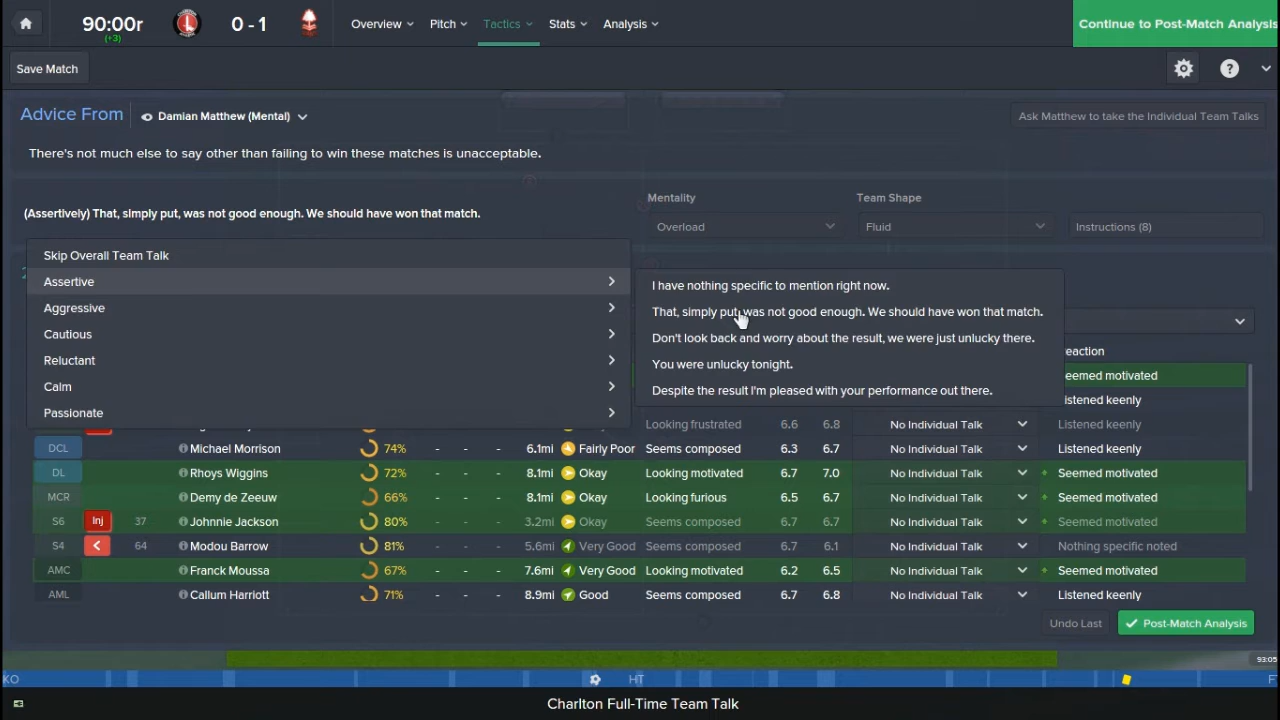 90:00r 0 - 1 Overview Pitch Tactics Stats Analysis Continue to Post-Match Analysis
(+3)
Save Match ?
Advice From Damian Matthew (Mental) Ask Matthew to take the Individual Team Talks
There's not much else to say other than failing to win these matches is unacceptable.
Mentality Team Shape
(Assertively) That, simply put, was not good enough. We should have won that match.
Overload Fluid Instructions (8)
Skip Overall Team Talk
Assertive
Aggressive
Cautious
Reluctant
Calm
Passionate
I have nothing specific to mention right now.
That, simply put, was not good enough. We should have won that match.
Don't look back and worry about the result, we were just unlucky there.
You were unlucky tonight.
Despite the result I'm pleased with your performance out there.
eaction
Seemed motivated
Listened keenly
Looking frustrated 6.6 6.8 No Individual Talk Listened keenly
DCL Michael Morrison 74% - - - 6.1mi Fairly Poor Seems composed 6.3 6.7 No Individual Talk Listened keenly
DL Rhoys Wiggins 72% - - - 8.1mi Okay Looking motivated 6.7 7.0 No Individual Talk Seemed motivated
MCR Demy de Zeeuw 66% - - - 8.1mi Okay Looking furious 6.5 6.7 No Individual Talk Seemed motivated
S6 Inj 37 Johnnie Jackson 80% - - - 3.2mi Okay Seems composed 6.7 6.7 No Individual Talk Seemed motivated
S4 64 Modou Barrow 81% - - - 5.6mi Very Good Seems composed 6.7 6.1 No Individual Talk Nothing specific noted
AMC Franck Moussa 67% - - - 7.6mi Very Good Looking motivated 6.2 6.5 No Individual Talk Seemed motivated
AML Callum Harriott 71% - - - 8.9mi Good Seems composed 6.7 6.8 No Individual Talk Listened keenly
Undo Last Post-Match Analysis
93:05
KO HT F
Charlton Full-Time Team Talk